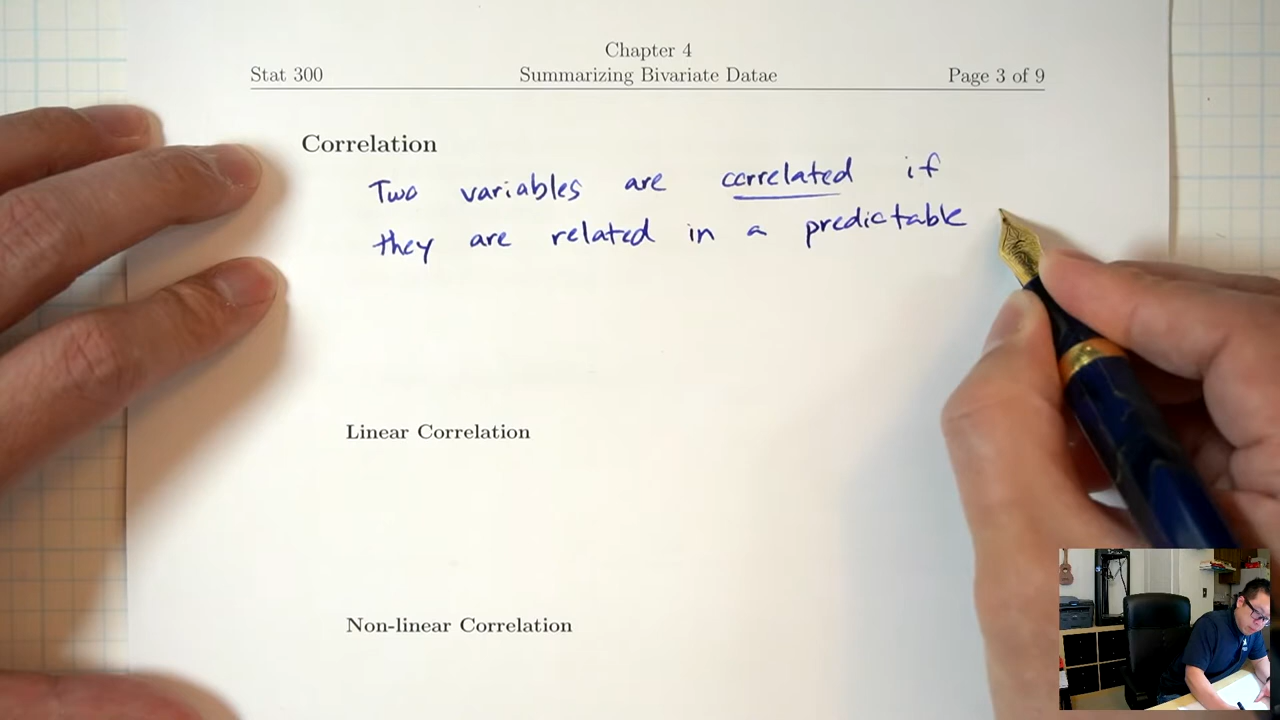 Chapter 4
Stat 300 Summarizing Bivariate Datae Page 3 of 9
Correlation
Two variables are correlated if
they are related in a predictable
Linear Correlation
Non-linear Correlation